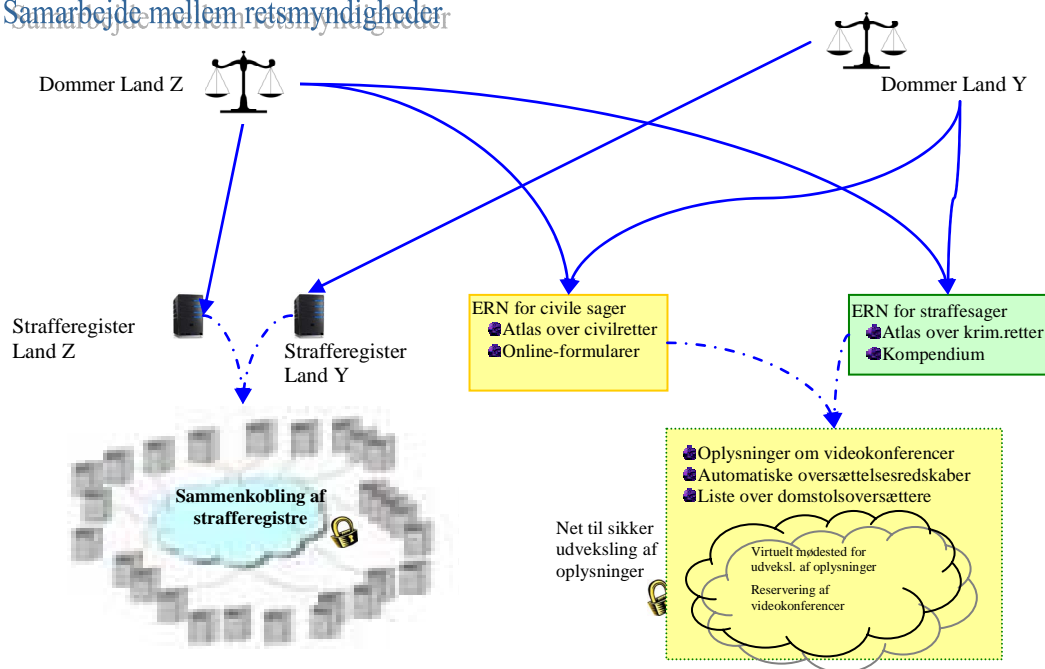 Samarbejde mellem retsmyndigheder
Dommer Land Z
Dommer Land Y
Strafferegister
Land Z
Strafferegister
Land Y
ERN for civile sager
Atlas over civilretter
Online-formularer
ERN for straffesager
Atlas over krim.retter
Kompendium
Sammenkobling af
strafferegistre
Net til sikker
udveksling af
oplysninger
Oplysninger om videokonferencer
Automatiske oversættelsesredskaber
Liste over domstolsoversættere
Virtuelt mødested for
udveksl. af oplysninger
Reservering af
videokonferencer